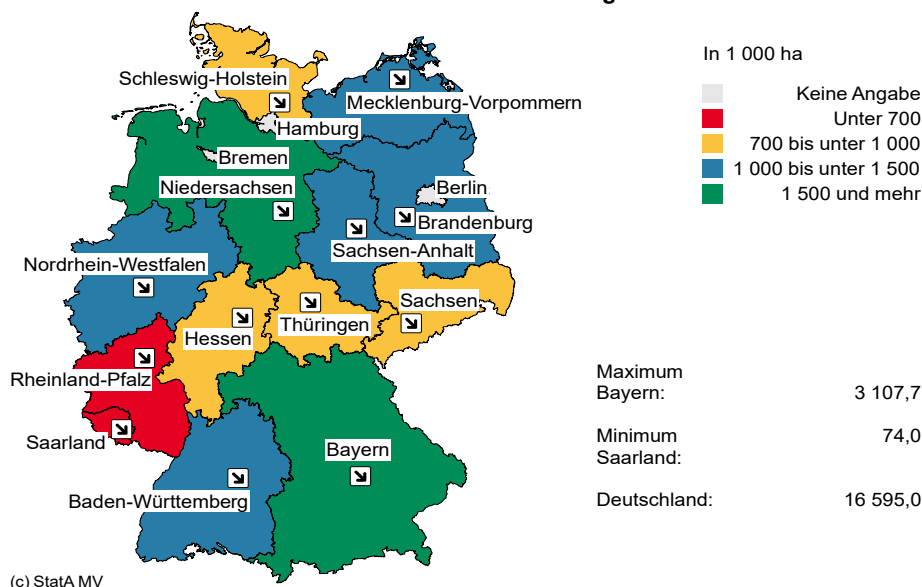 Schleswig-Holstein
Mecklenburg-Vorpommern
Hamburg
Bremen
Niedersachsen
Berlin
Brandenburg
Sachsen-Anhalt
Nordrhein-Westfalen
Sachsen
Thüringen
Hessen
Rheinland-Pfalz
Saarland
Bayern
Baden-Württemberg
(c) StatA MV
In 1 000 ha
Keine Angabe
Unter 700
700 bis unter 1 000
1 000 bis unter 1 500
1 500 und mehr
Maximum
Bayern: 3 107,7
Minimum 74,0
Saarland:
Deutschland: 16 595,0